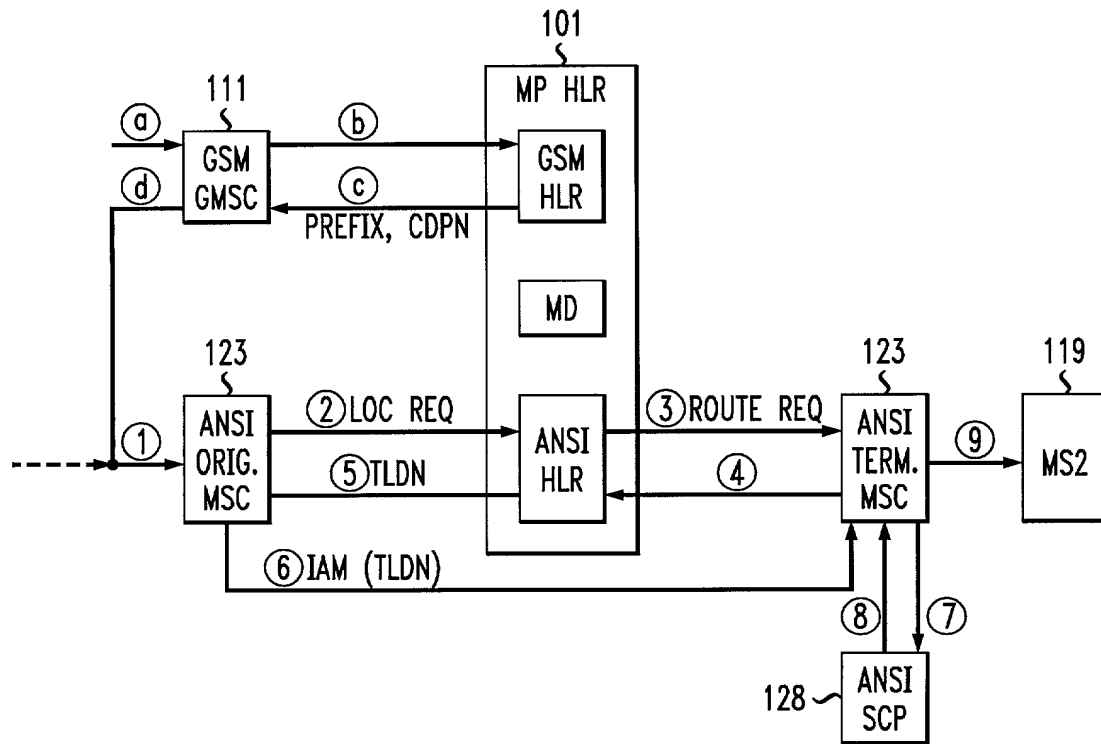 101
MP HLR
111
ⓐ
ⓑ
GSM
GMSC
GSM
HLR
ⓓ
ⓒ
PREFIX, CDPN
MD
123
123
119
① 
ANSI
ORIG.
MSC
② LOC REQ
⑤ TLDN
ANSI
HLR
③ ROUTE REQ
④
ANSI
TERM.
MSC
⑨
MS2
⑥ IAM (TLDN)
⑧
⑦
128
ANSI
SCP